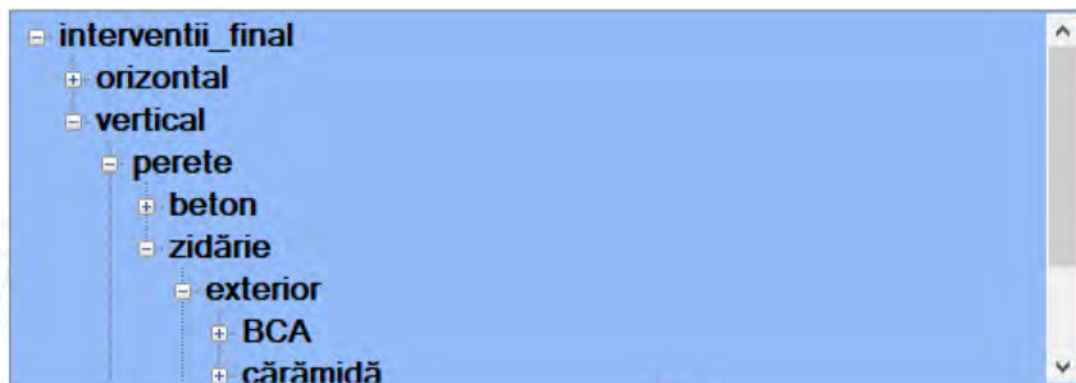 interventii_final
orizontal
vertical
perete
beton
zidărie
exterior
BCA
cărămidă